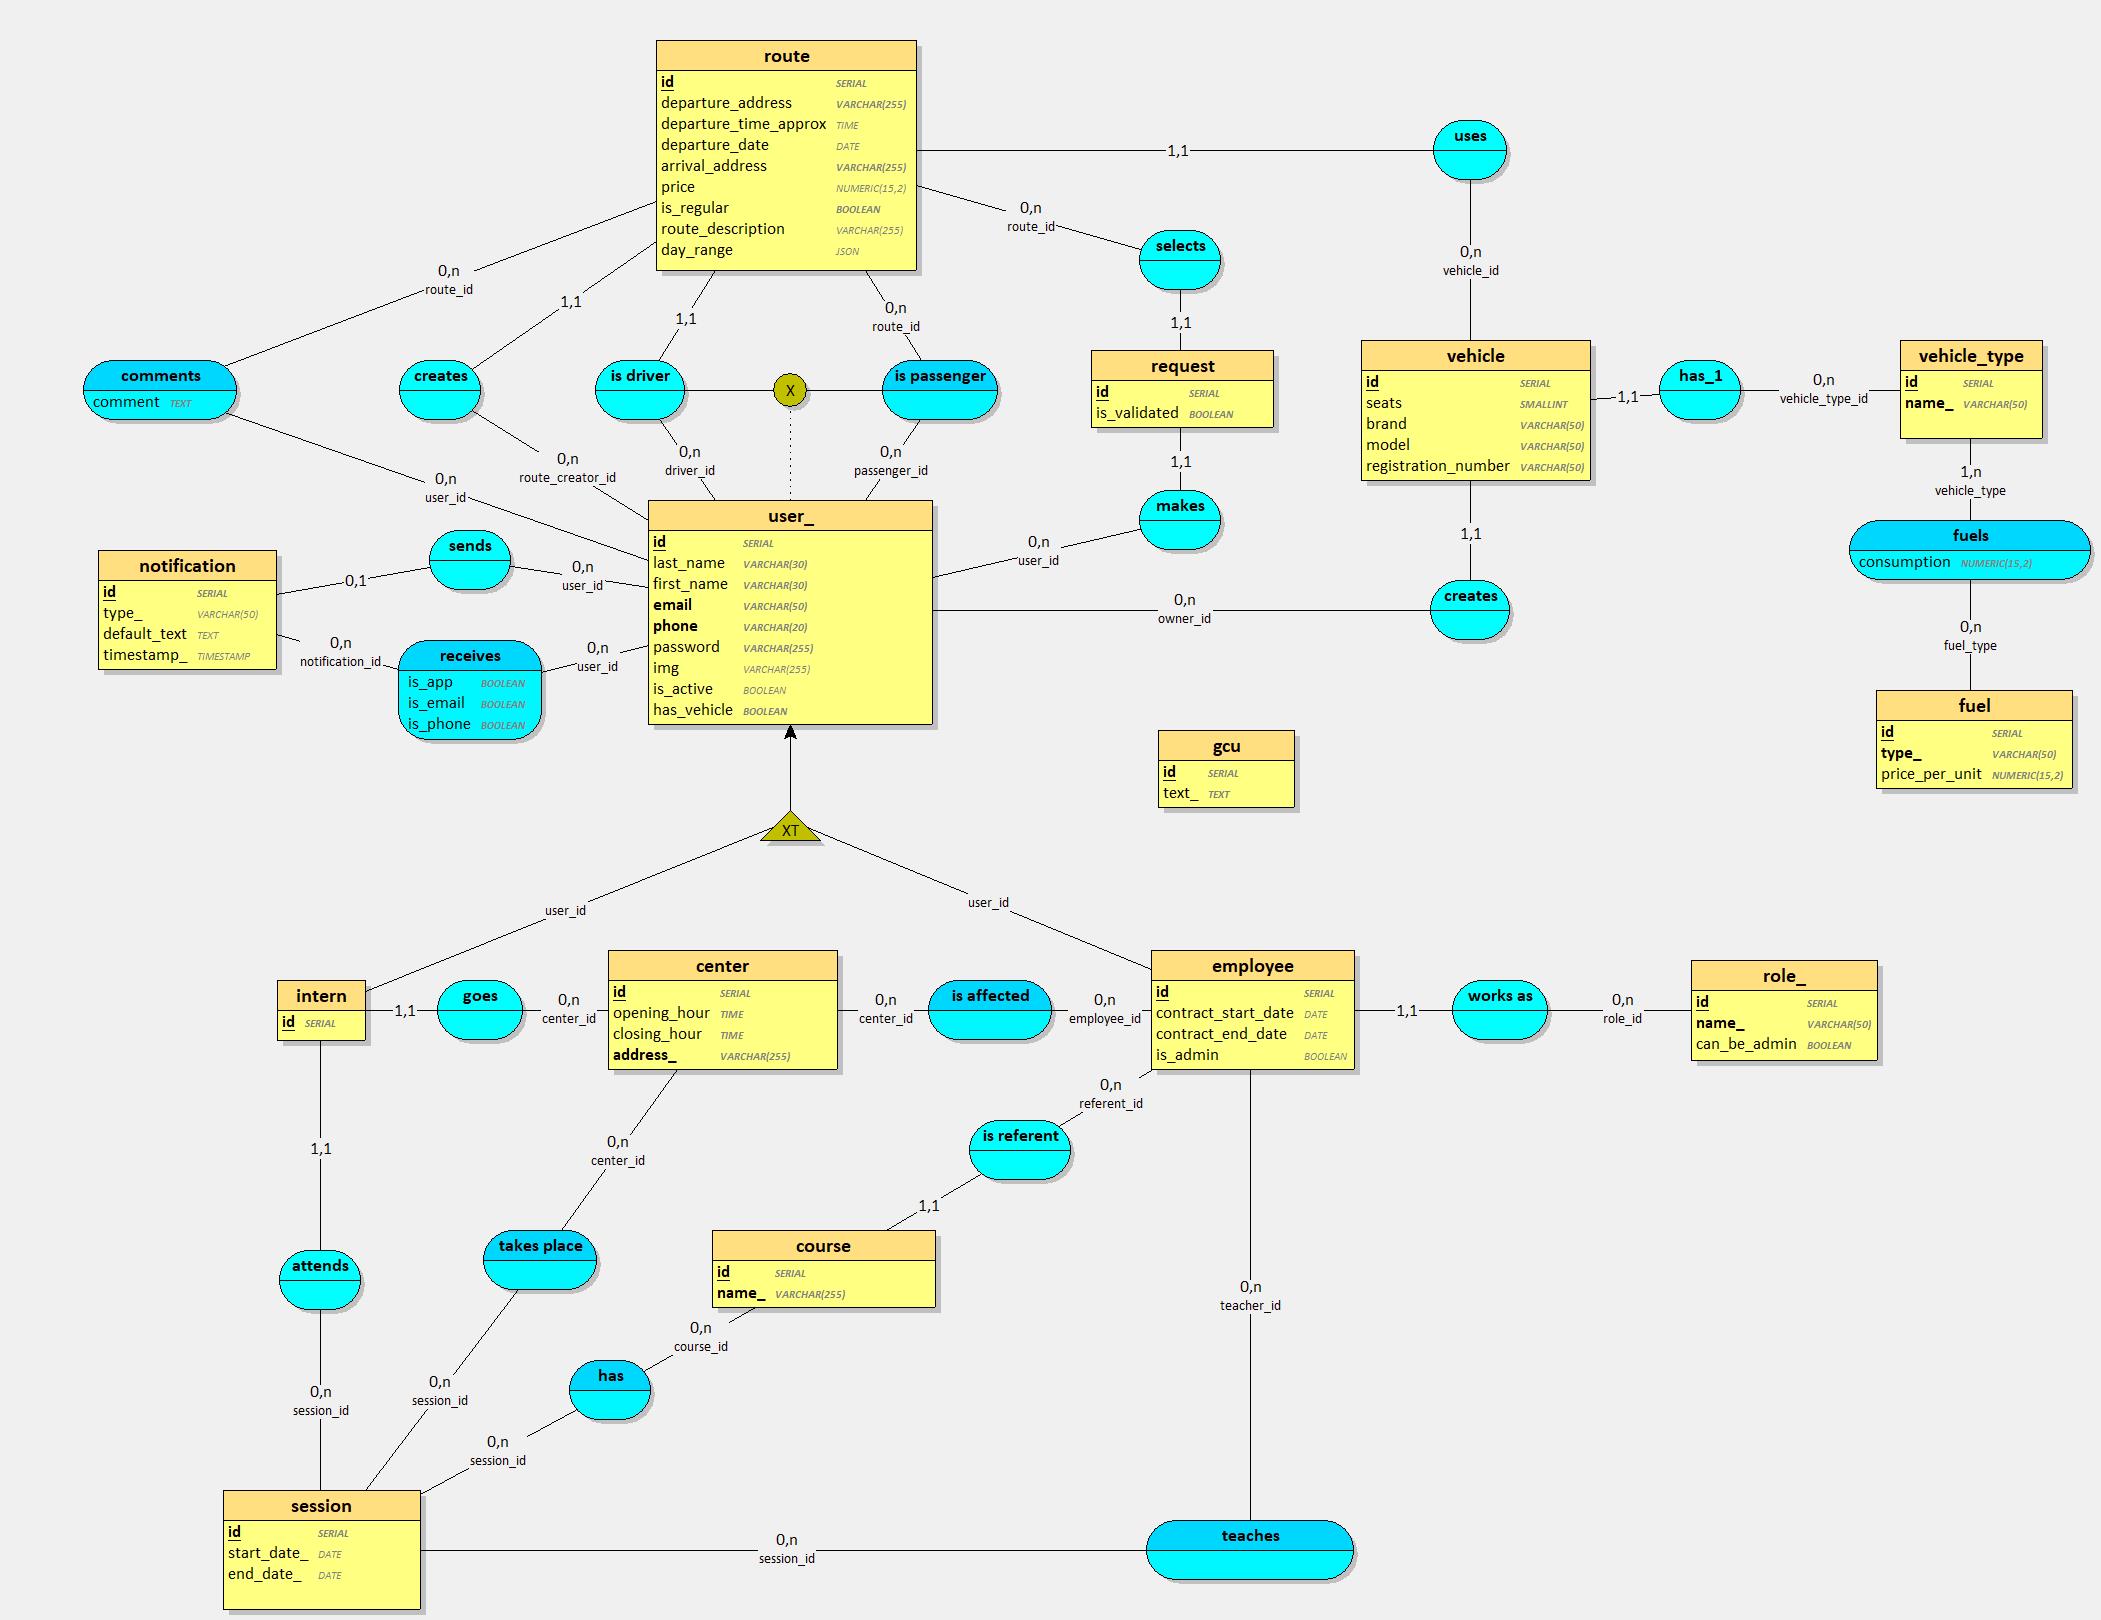 route
id SERIAL
departure_address VARCHAR(255)
departure_time_approx TIME
departure_date DATE
arrival_address VARCHAR(255)
price NUMERIC(15,2)
is_regular BOOLEAN
route_description VARCHAR(255)
day_range JSON
uses
1,1
0,n
route_id
selects
0,n
vehicle_id
0,n
route_id
1,1
1,1
0,n
route_id
1,1
comments
comment TEXT
creates
is driver
X
is passenger
request
id SERIAL
is_validated BOOLEAN
vehicle
id SERIAL
seats SMALLINT
brand VARCHAR(50)
model VARCHAR(50)
registration_number VARCHAR(50)
1,1
has_1
0,n
vehicle_type_id
vehicle_type
id SERIAL
name_ VARCHAR(50)
0,n
user_id
0,n
route_creator_id
0,n
driver_id
0,n
passenger_id
1,1
makes
0,n
user_id
1,n
vehicle_type
fuels
consumption NUMERIC(15,2)
0,n
fuel_type
fuel
id SERIAL
type_ VARCHAR(50)
price_per_unit NUMERIC(15,2)
1,1
creates
0,n
owner_id
user_
id SERIAL
last_name VARCHAR(30)
first_name VARCHAR(30)
email VARCHAR(50)
phone VARCHAR(20)
password VARCHAR(255)
img VARCHAR(255)
is_active BOOLEAN
has_vehicle BOOLEAN
notification
id SERIAL
type_ VARCHAR(50)
default_text TEXT
timestamp_ TIMESTAMP
sends
0,1
0,n
user_id
0,n
notification_id
receives
is_app BOOLEAN
is_email BOOLEAN
is_phone BOOLEAN
0,n
user_id
gcu
id SERIAL
text_ TEXT
XT
user_id
user_id
intern
id SERIAL
1,1
goes
0,n
center_id
center
id SERIAL
opening_hour TIME
closing_hour TIME
address_ VARCHAR(255)
0,n
center_id
is affected
0,n
employee_id
employee
id SERIAL
contract_start_date DATE
contract_end_date DATE
is_admin BOOLEAN
1,1
works as
0,n
role_id
role_
id SERIAL
name_ VARCHAR(50)
can_be_admin BOOLEAN
0,n
referent_id
is referent
1,1
1,1
0,n
center_id
attends
takes place
course
id SERIAL
name_ VARCHAR(255)
0,n
teacher_id
0,n
course_id
has
0,n
session_id
0,n
session_id
0,n
session_id
session
id SERIAL
start_date_ DATE
end_date_ DATE
0,n
session_id
teaches